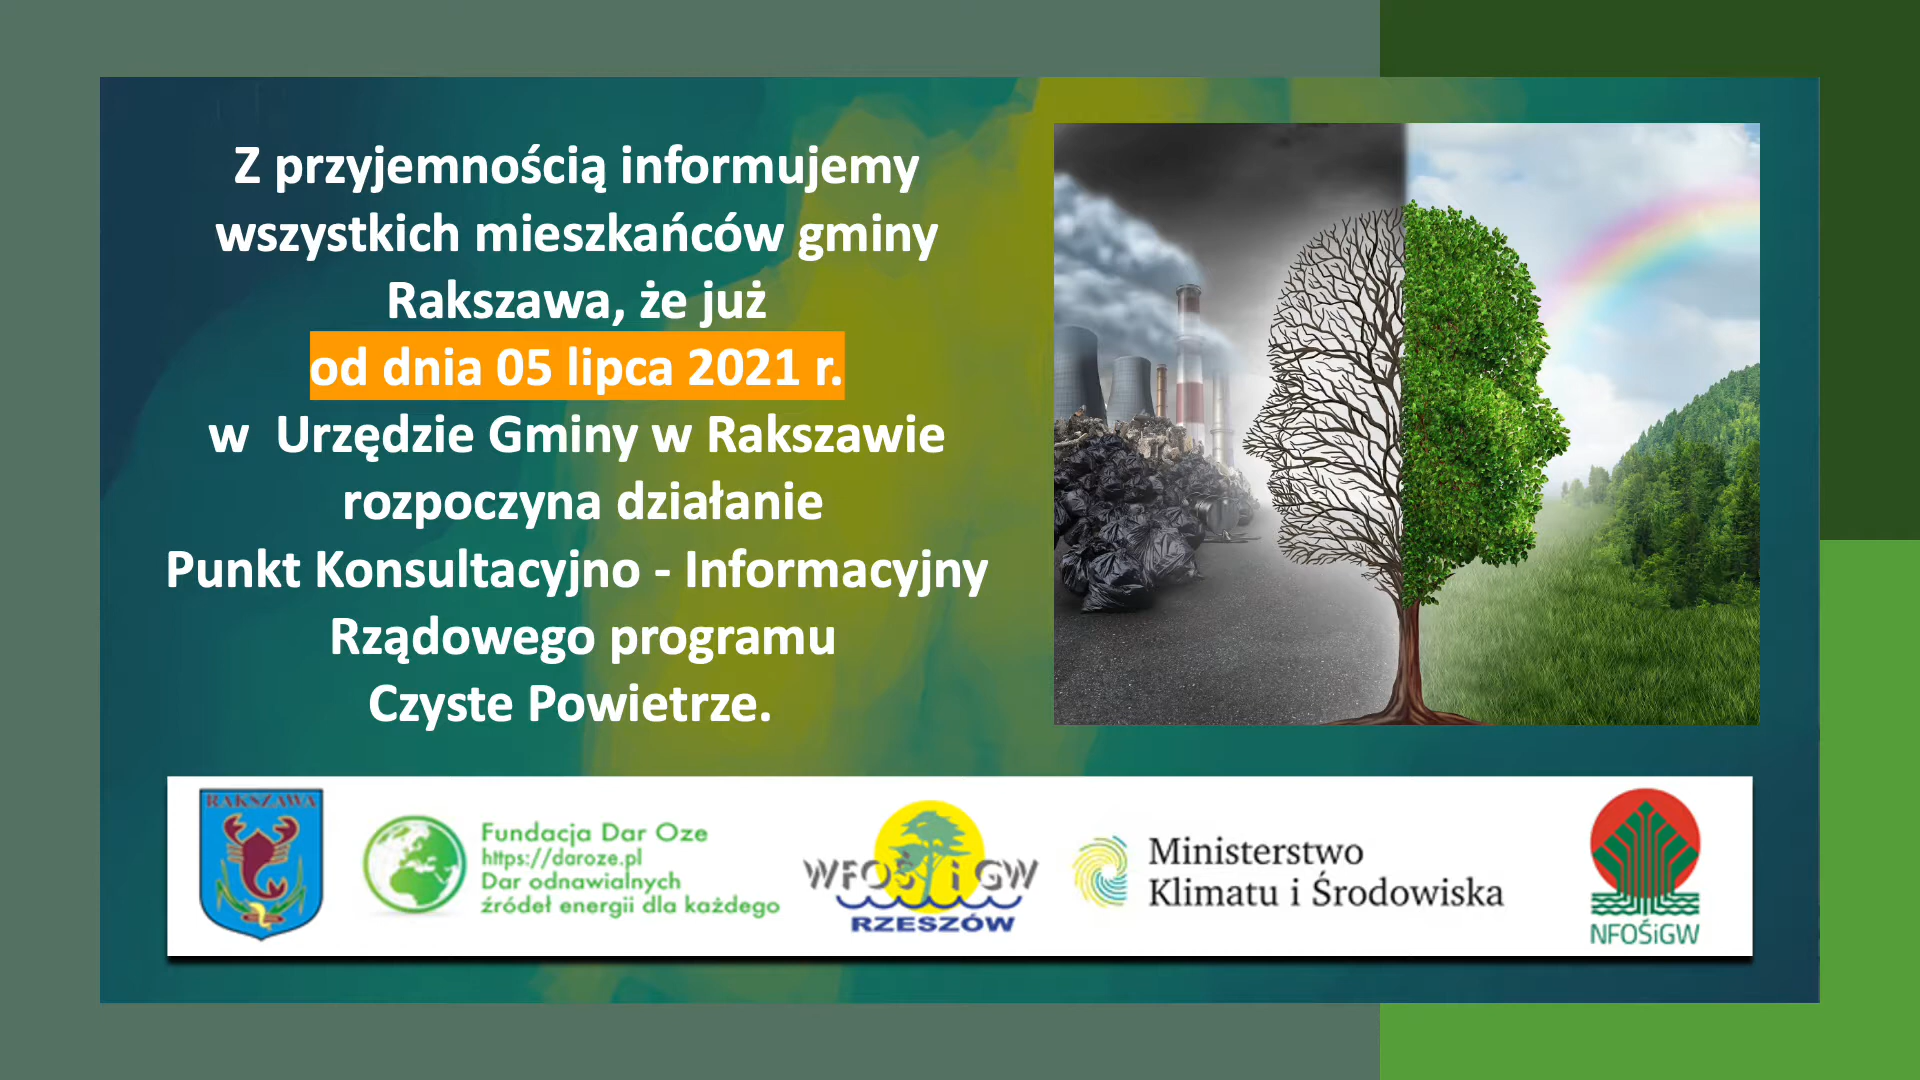 Z przyjemnością informujemy
wszystkich mieszkańców gminy
Rakszawa, że już
od dnia 05 lipca 2021 r.
w Urzędzie Gminy w Rakszawie
rozpoczyna działanie
Punkt Konsultacyjno - Informacyjny
Rządowego programu
Czyste Powietrze.
RAKSZAWA
Fundacja Dar Oze
https://daroze.pl
Dar odnawialnych
źródeł energii dla każdego
WFOŚiGW
RZESZÓW
Ministerstwo
Klimatu i Środowiska
NFOŚiGW